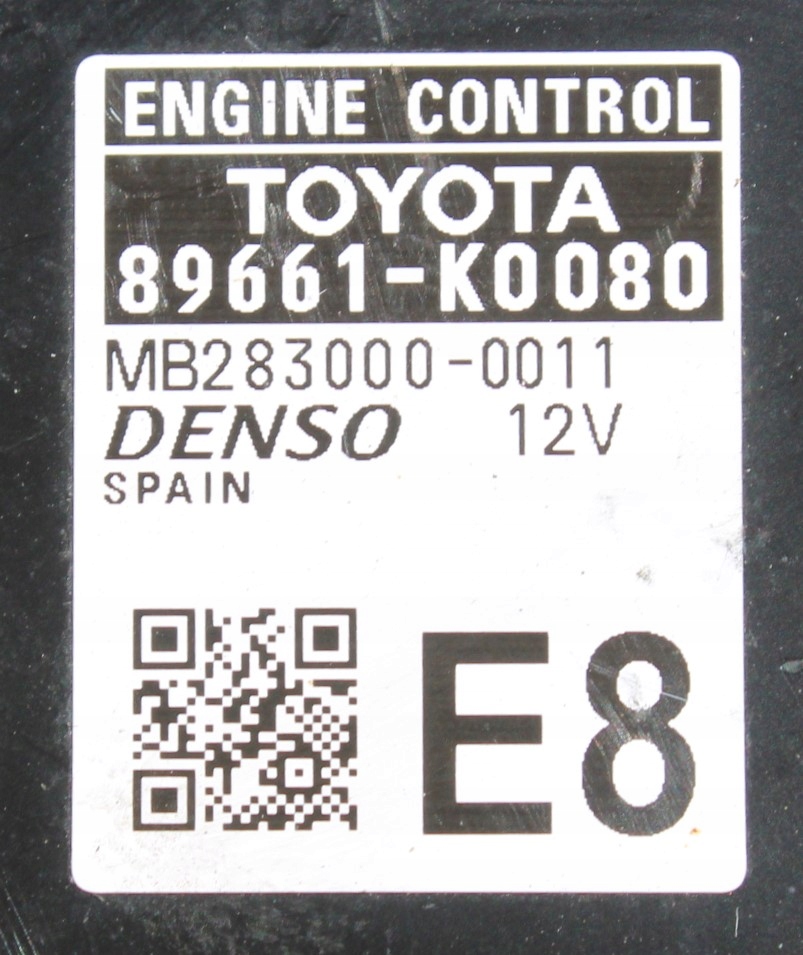 ENGINE CONTROL
TOYOTA
89661-K0080
MB283000-0011
DENSO 12V
SPAIN
E8